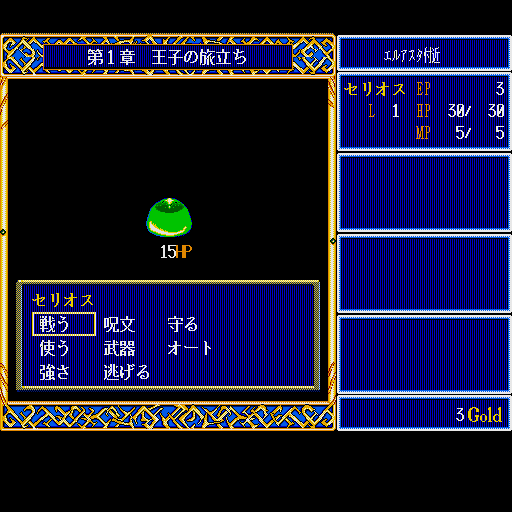 第1章 王子の旅立ち
エルアスタ付近
セリオス EP 3
L 1 HP 30/ 30
MP 5/ 5
15HP
セリオス
戦う 呪文 守る
使う 武器 オート
強さ 逃げる
3 Gold